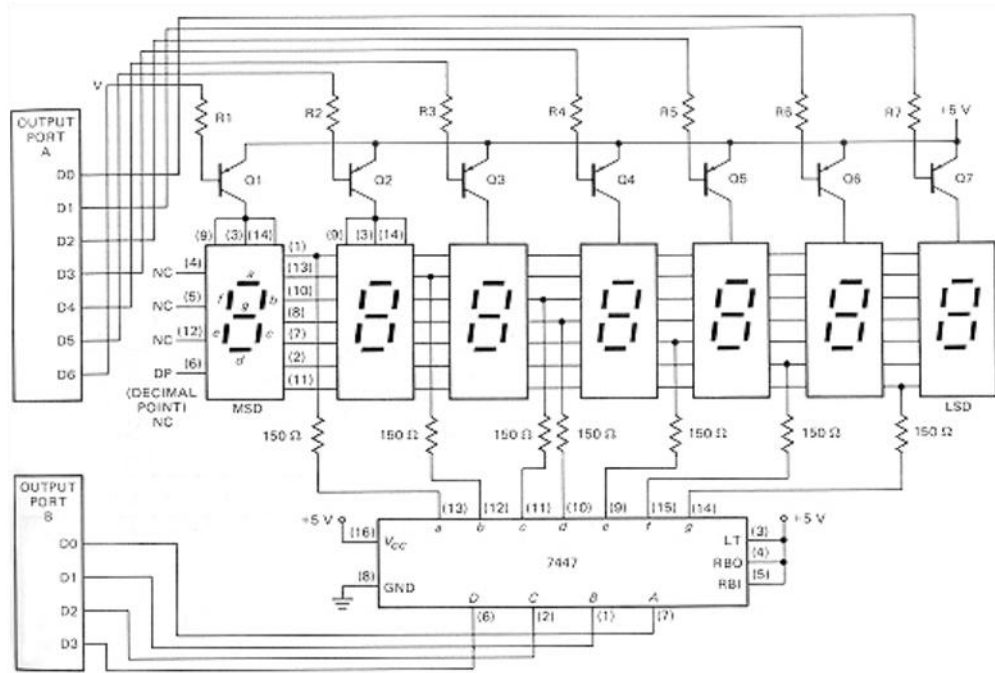 V
R1 R2 R3 R4 R5 R6 R7 +5 V
OUTPUT
PORT
A
D0
D1
D2
D3
D4
D5
D6
Q1 Q2 Q3 Q4 Q5 Q6 Q7
(9) (3) (14) (9) (3) (14)
NC (4)
NC (5)
NC (12)
DP (6)
(DECIMAL
POINT)
NC
a
f g b
e c
d
(1)
(13)
(10)
(8)
(7)
(2)
(11)
MSD LSD
150 Ω 150 Ω 150 Ω 150 Ω 150 Ω 150 Ω 150 Ω
OUTPUT
PORT
B
D0
D1
D2
D3
+5 V (16) (13) (12) (11) (10) (9) (15) (14) +5 V
VCC a b c d e f g LT (3)
7447
RBO (4)
(8) GND RBI (5)
D C B A
(6) (2) (1) (7)